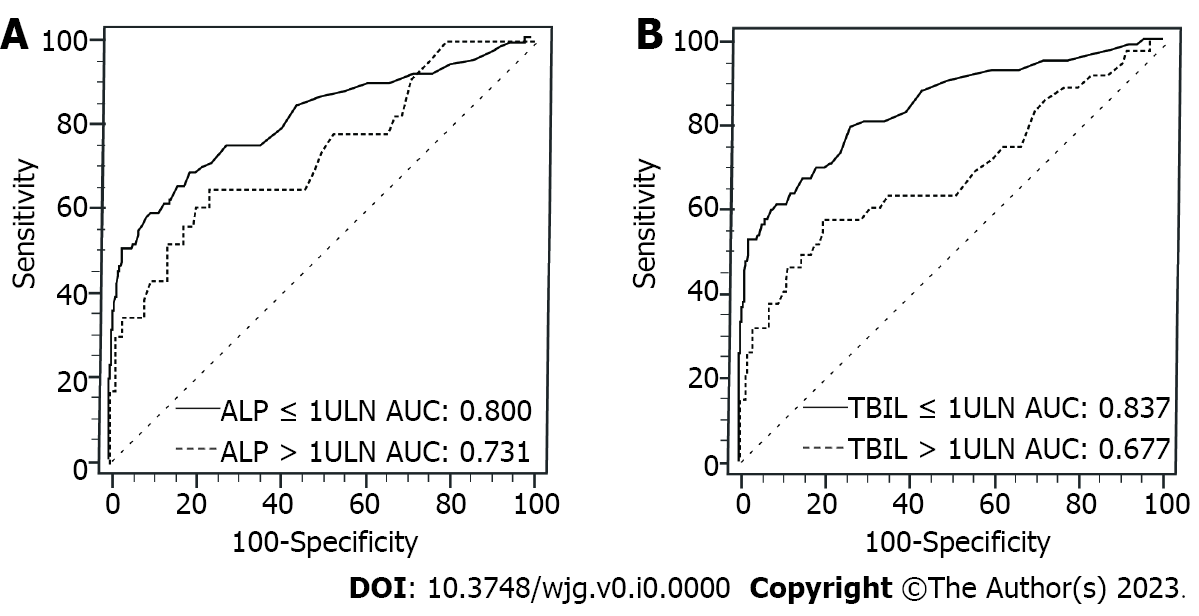 A
100
80
60
40
20
0
Sensitivity
ALP ≤ 1ULN AUC: 0.800
ALP > 1ULN AUC: 0.731
0 20 40 60 80 100
100-Specificity
B
100
80
60
40
20
0
Sensitivity
TBIL ≤ 1ULN AUC: 0.837
TBIL > 1ULN AUC: 0.677
0 20 40 60 80 100
100-Specificity
DOI: 10.3748/wjg.v0.i0.0000 Copyright ©The Author(s) 2023.